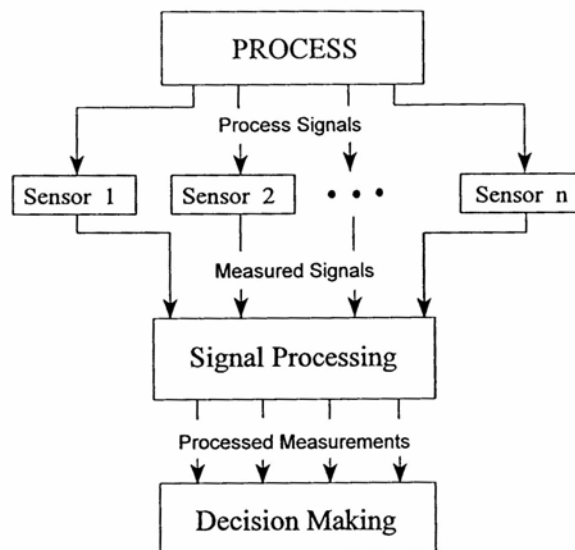 PROCESS
Process Signals
Sensor 1
Sensor 2
• • •
Sensor n
Measured Signals
Signal Processing
Processed Measurements
Decision Making